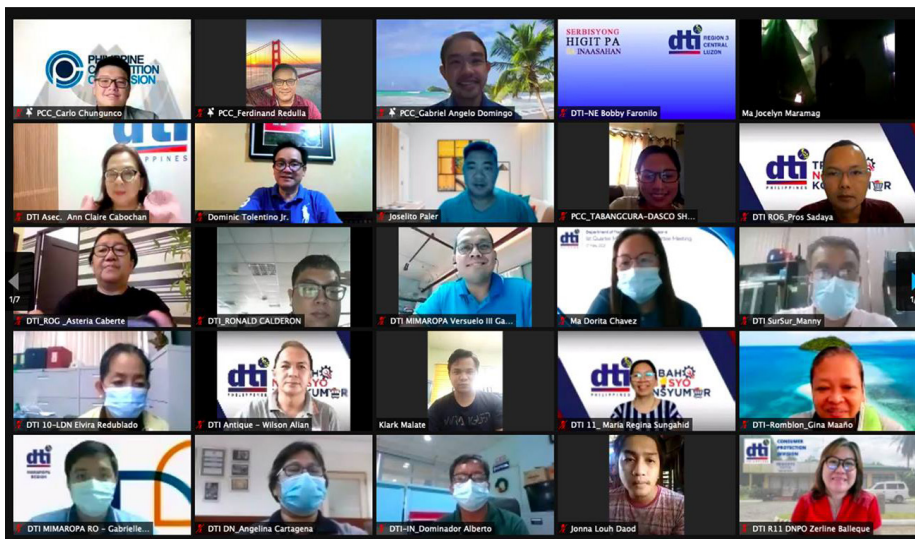 PHILIPPINE
COMPETITION
COMMISSION
PCC_Carlo Chungunco
PCC_Ferdinand Redulla
PCC_Gabriel Angelo Domingo
SERBISYONG
HIGIT PA
INAASAHAN
dti
REGION 3
CENTRAL
LUZON
DTI-NE Bobby Faronilo
Ma Jocelyn Maramag
dti
PHILIPPINES
DTI Asec. Ann Claire Cabochan
Dominic Tolentino Jr.
Joselito Paler
PCC_TABANGCURA-DASCO SH...
dti
PHILIPPINES
DTI RO6_Pros Sadaya
1/7
DTI_ROG _Asteria Caberte
DTI_RONALD CALDERON
DTI MIMAROPA Versuelo III Ga...
dti
Ma Dorita Chavez
DTI SurSur_Manny
DTI 10-LDN Elvira Redublado
dti
PHILIPPINES
DTI Antique - Wilson Alian
Klark Malate
dti
PHILIPPINES
DTI 11_ Maria Regina Sungahid
DTI-Romblon_Gina Maaño
dti
DTI MIMAROPA RO - Gabrielle...
DTI DN_Angelina Cartagena
DTI-IN_Dominador Alberto
Jonna Louh Daod
dti
CONSUMER
PROTECTION
DIVISION
DTI R11 DNPO Zerline Balleque